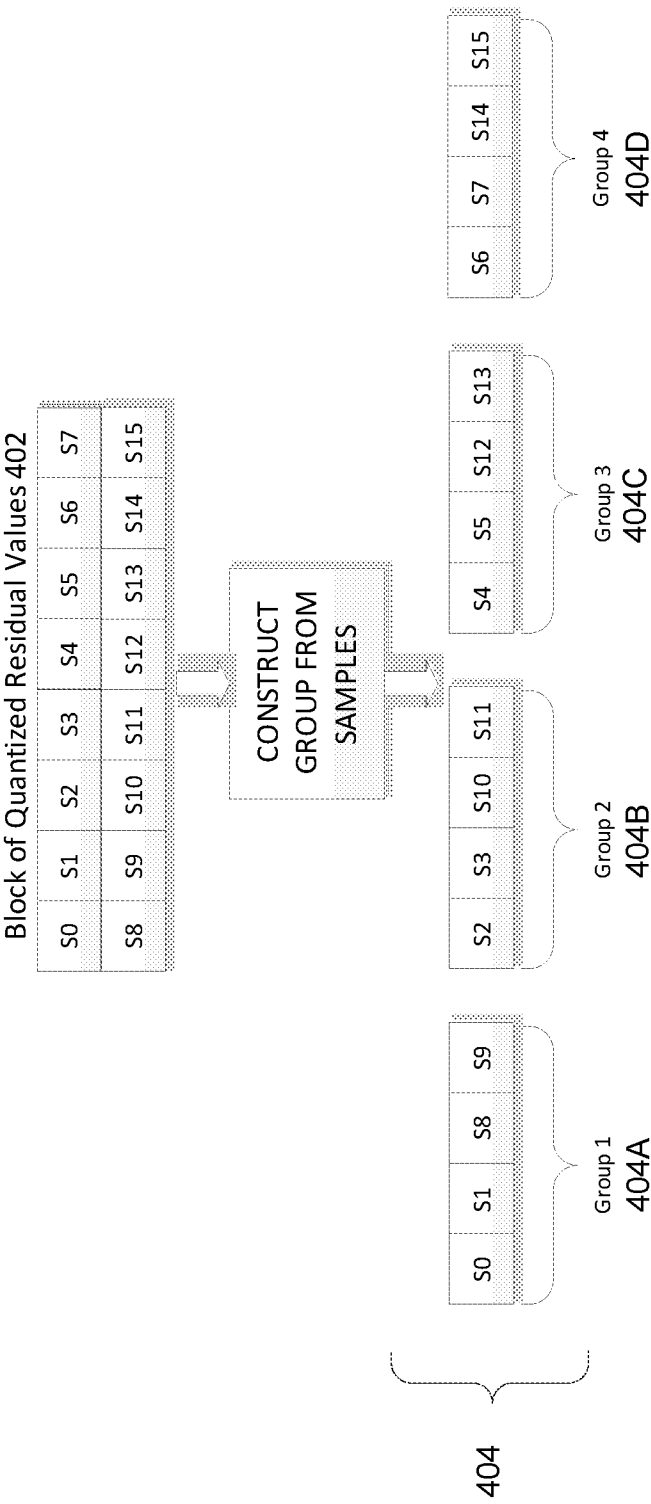 Block of Quantized Residual Values 402
S0 S1 S2 S3 S4 S5 S6 S7
S8 S9 S10 S11 S12 S13 S14 S15
CONSTRUCT
GROUP FROM
SAMPLES
404
S0 S1 S8 S9
Group 1
404A
S2 S3 S10 S11
Group 2
404B
S4 S5 S12 S13
Group 3
404C
S6 S7 S14 S15
Group 4
404D